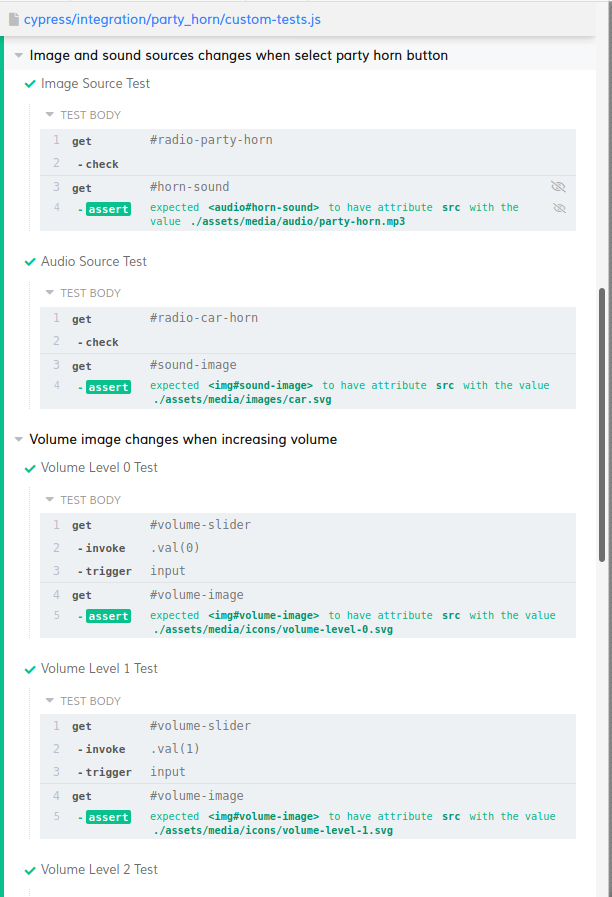 cypress/integration/party_horn/custom-tests.js
Image and sound sources changes when select party horn button
Image Source Test
TEST BODY
1 get #radio-party-horn
2 - check
3 get #horn-sound
4 - assert expected <audio#horn-sound> to have attribute src with the
value ./assets/media/audio/party-horn.mp3
Audio Source Test
TEST BODY
1 get #radio-car-horn
2 - check
3 get #sound-image
4 - assert expected <img#sound-image> to have attribute src with the value
./assets/media/images/car.svg
Volume image changes when increasing volume
Volume Level 0 Test
TEST BODY
1 get #volume-slider
2 - invoke .val(0)
3 - trigger input
4 get #volume-image
5 - assert expected <img#volume-image> to have attribute src with the value
./assets/media/icons/volume-level-0.svg
Volume Level 1 Test
TEST BODY
1 get #volume-slider
2 - invoke .val(1)
3 - trigger input
4 get #volume-image
5 - assert expected <img#volume-image> to have attribute src with the value
./assets/media/icons/volume-level-1.svg
Volume Level 2 Test